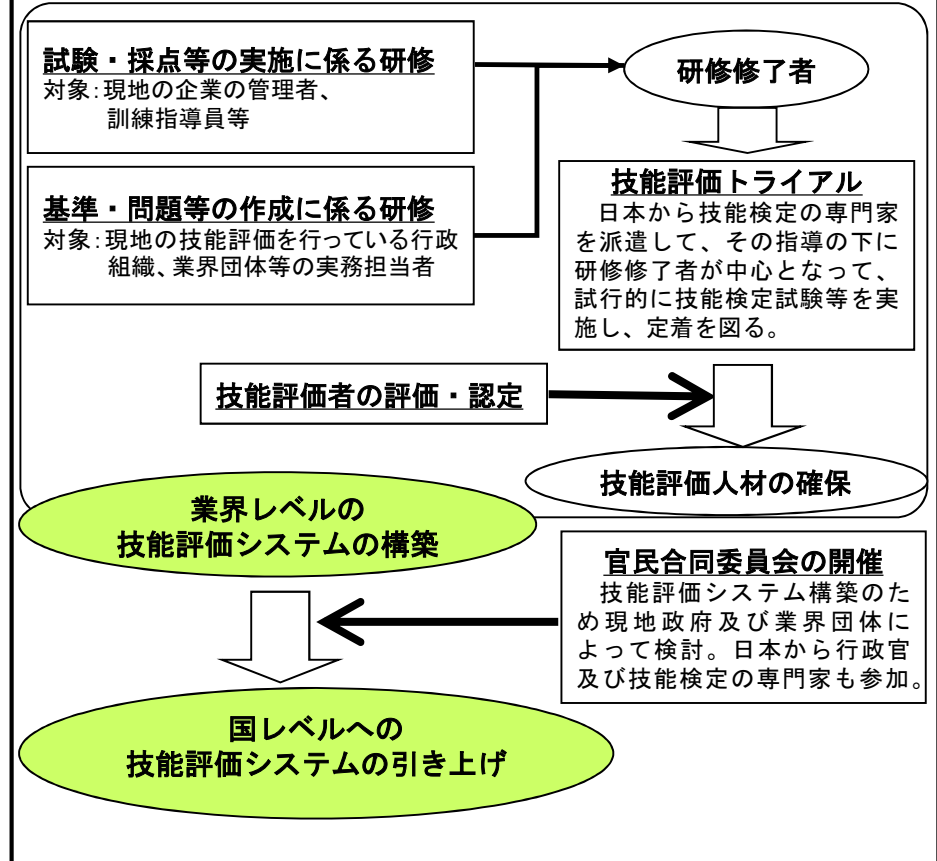 試験・採点等の実施に係る研修
対象：現地の企業の管理者、
訓練指導員等
研修修了者
基準・問題等の作成に係る研修
対象：現地の技能評価を行っている行政
組織、業界団体等の実務担当者
技能評価トライアル
日本から技能検定の専門家
を派遣して、その指導の下に
研修修了者が中心となって、
試行的に技能検定試験等を実
施し、定着を図る。
技能評価者の評価・認定
技能評価人材の確保
業界レベルの
技能評価システムの構築
官民合同委員会の開催
技能評価システム構築のた
め現地政府及び業界団体に
よって検討。日本から行政官
及び技能検定の専門家も参加。
国レベルへの
技能評価システムの引き上げ